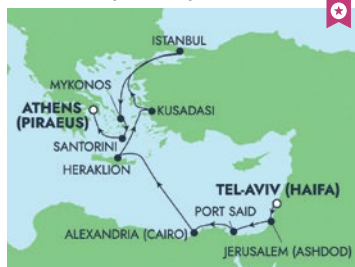 ISTANBUL
MYKONOS
ATHENS
(PIRAEUS)
KUSADASI
SANTORINI
HERAKLION
TEL-AVIV (HAIFA)
PORT SAID
ALEXANDRIA (CAIRO)
JERUSALEM (ASHDOD)